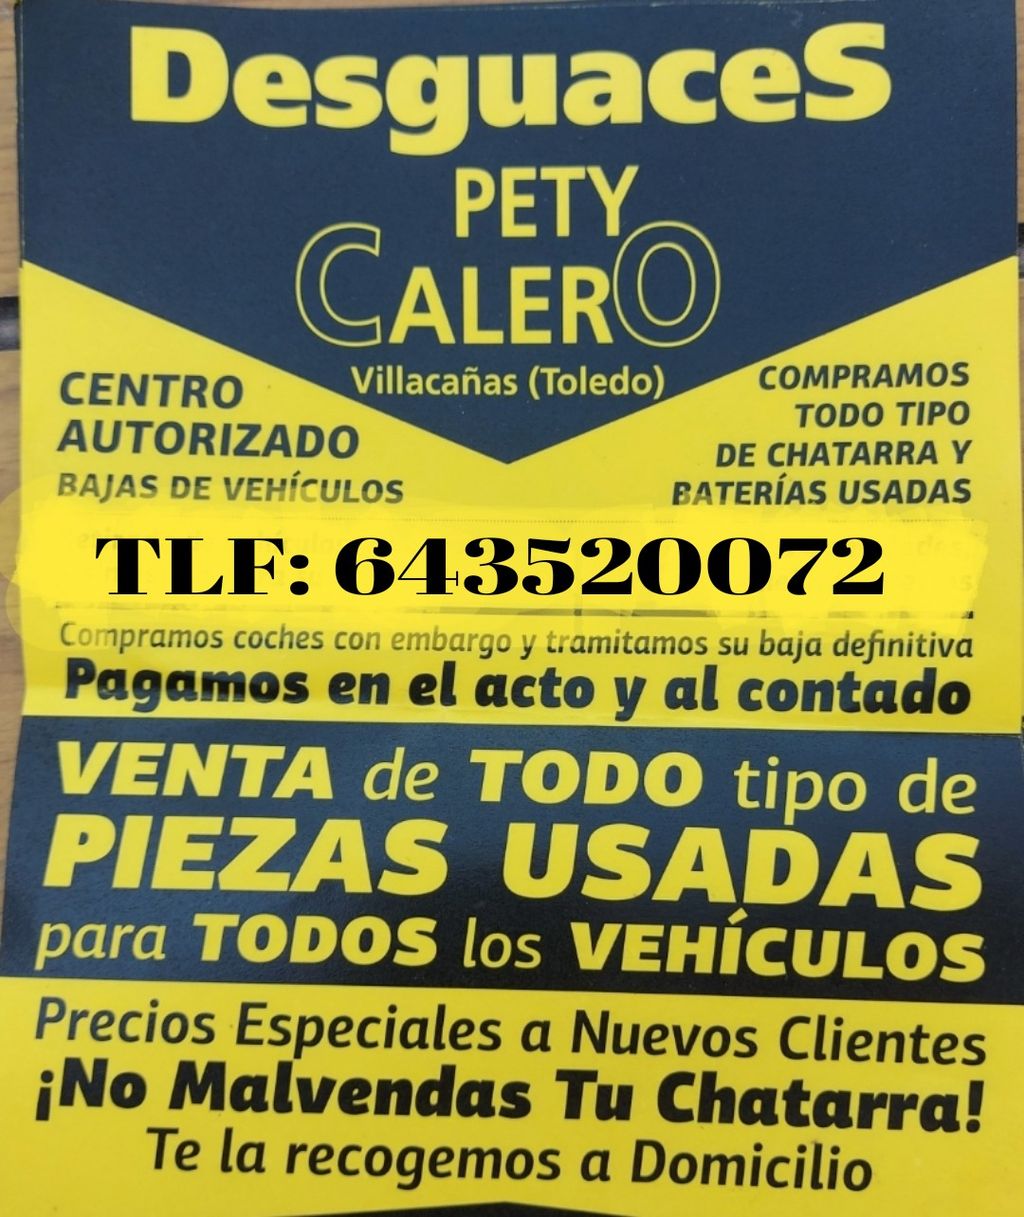 DesguaceS
PETY
CALERO
Villacañas (Toledo)
CENTRO
AUTORIZADO
BAJAS DE VEHÍCULOS
COMPRAMOS
TODO TIPO
DE CHATARRA Y
BATERÍAS USADAS
TLF: 643520072
Compramos coches con embargo y tramitamos su baja definitiva
Pagamos en el acto y al contado
VENTA de TODO tipo de
PIEZAS USADAS
para TODOS los VEHÍCULOS
Precios Especiales a Nuevos Clientes
¡No Malvendas Tu Chatarra!
Te la recogemos a Domicilio